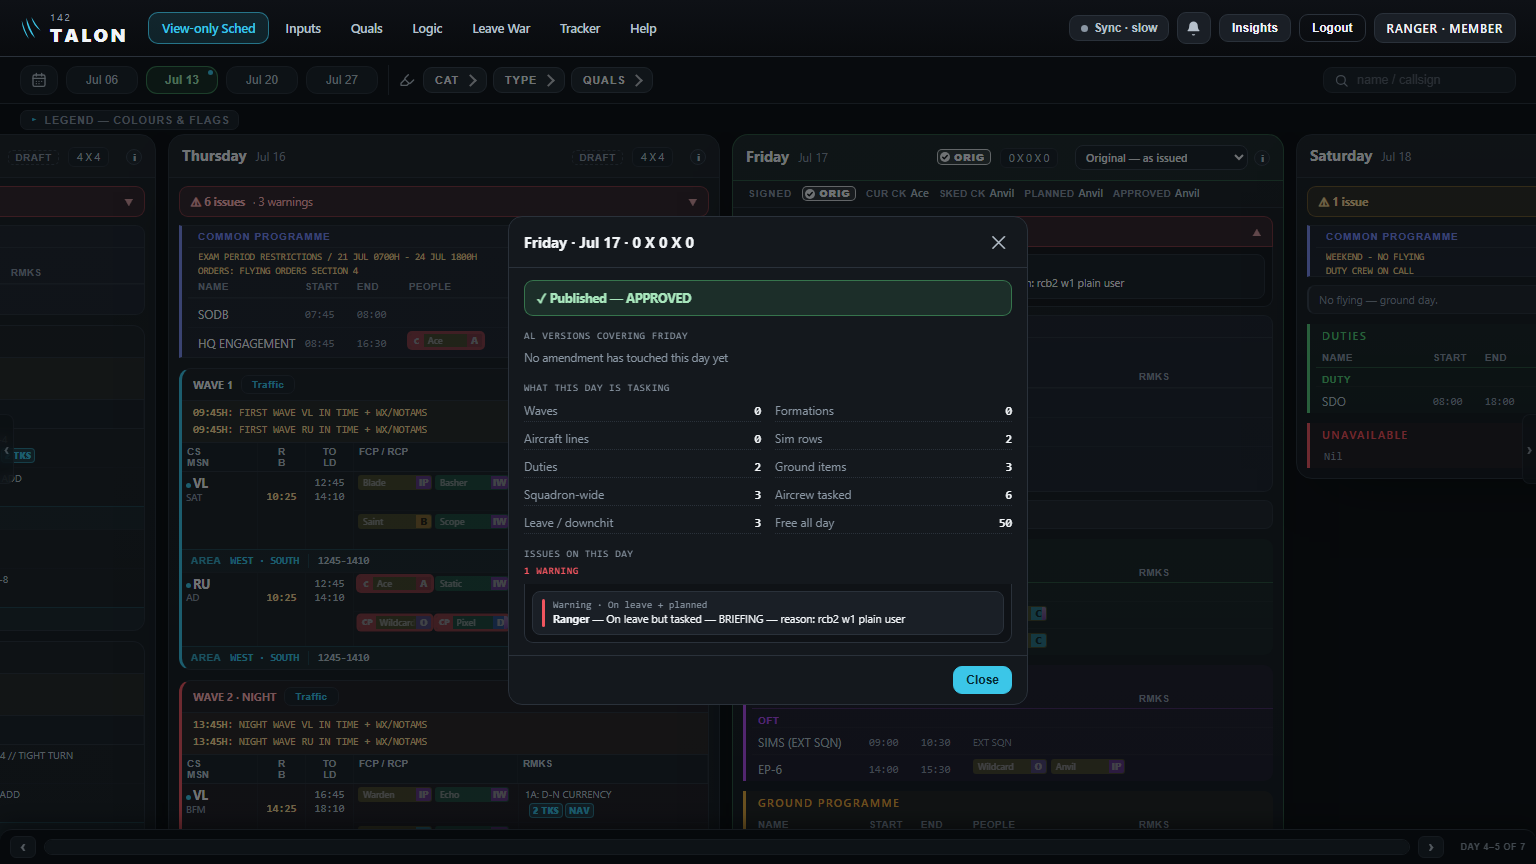 142
TALON
View-only Sched
Inputs
Quals
Logic
Leave War
Tracker
Help
Sync · slow
Insights
Logout
RANGER · MEMBER
Jul 06
Jul 13
Jul 20
Jul 27
CAT
TYPE
QUALS
name / callsign
LEGEND — COLOURS & FLAGS
DRAFT
4 X 4
i
RMKS
TKS
4 // TIGHT TURN
ADD
Thursday Jul 16
DRAFT
4 X 4
i
6 issues · 3 warnings
COMMON PROGRAMME
EXAM PERIOD RESTRICTIONS / 21 JUL 0700H - 24 JUL 1800H
ORDERS: FLYING ORDERS SECTION 4
NAME START END PEOPLE
SODB 07:45 08:00
HQ ENGAGEMENT 08:45 16:30 C Ace A
WAVE 1 Traffic
09:45H: FIRST WAVE VL IN TIME + WX/NOTAMS
09:45H: FIRST WAVE RU IN TIME + WX/NOTAMS
CS R TO FCP / RCP
MSN B LD
VL 12:45 Blade IP Basher IW
SAT 10:25 14:10
Saint B Scope IW
AREA WEST · SOUTH 1245-1410
RU 12:45 C Ace A Static IW
AD 10:25 14:10
CP Wildcar O CP Pixel D
AREA WEST · SOUTH 1245-1410
WAVE 2 · NIGHT Traffic
13:45H: NIGHT WAVE VL IN TIME + WX/NOTAMS
13:45H: NIGHT WAVE RU IN TIME + WX/NOTAMS
CS R TO FCP / RCP RMKS
MSN B LD
VL 16:45 Warden IP Echo IW 1A: D-N CURRENCY
BFM 14:25 18:10 2 TKS NAV
Friday Jul 17
ORIG
0 X 0 X 0
Original — as issued
i
SIGNED ORIG CUR CK Ace SKED CK Anvil PLANNED Anvil APPROVED Anvil
rcb2 w1 plain user
RMKS
RMKS
C
C
RMKS
OFT
SIMS (EXT SQN) 09:00 10:30 EXT SQN
EP-6 14:00 15:30 Wildcard O Anvil IP
GROUND PROGRAMME
NAME START END PEOPLE RMKS
Friday · Jul 17 · 0 X 0 X 0
✓ Published — APPROVED
AL VERSIONS COVERING FRIDAY
No amendment has touched this day yet
WHAT THIS DAY IS TASKING
Waves 0 Formations 0
Aircraft lines 0 Sim rows 2
Duties 2 Ground items 3
Squadron-wide 3 Aircrew tasked 6
Leave / downchit 3 Free all day 50
ISSUES ON THIS DAY
1 WARNING
Warning · On leave + planned
Ranger — On leave but tasked — BRIEFING — reason: rcb2 w1 plain user
Close
Saturday Jul 18
1 issue
COMMON PROGRAMME
WEEKEND - NO FLYING
DUTY CREW ON CALL
No flying — ground day.
DUTIES
NAME START END
DUTY
SDO 08:00 18:00
UNAVAILABLE
Nil
DAY 4–5 OF 7